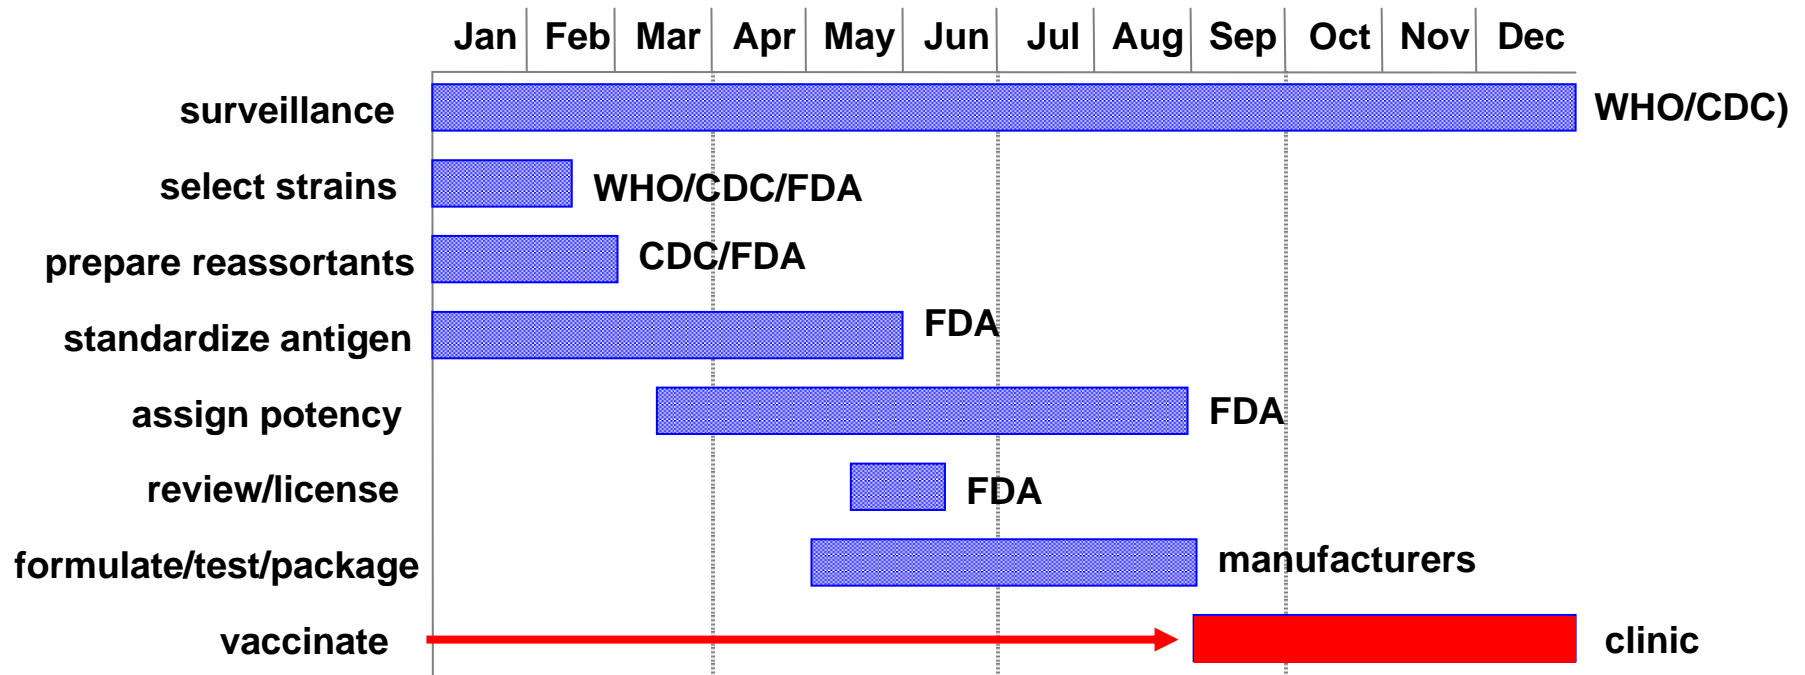 Jan Feb Mar Apr May Jun Jul Aug Sep Oct Nov Dec
surveillance WHO/CDC)
select strains WHO/CDC/FDA
prepare reassortants CDC/FDA
standardize antigen FDA
assign potency FDA
review/license FDA
formulate/test/package manufacturers
vaccinate clinic